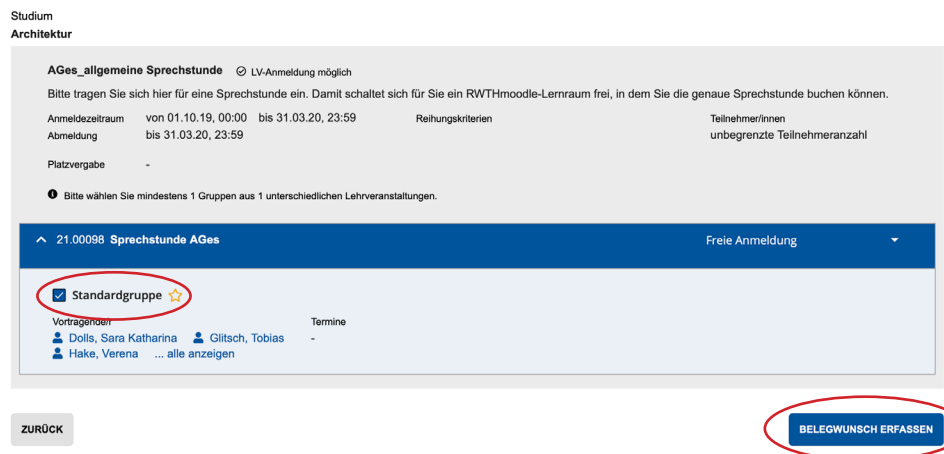 Studium
Architektur
AGes_allgemeine Sprechstunde LV-Anmeldung möglich
Bitte tragen Sie sich hier für eine Sprechstunde ein. Damit schaltet sich für Sie ein RWTHmoodle-Lernraum frei, in dem Sie die genaue Sprechstunde buchen können.
Anmeldezeitraum von 01.10.19, 00:00 bis 31.03.20, 23:59 Reihungskriterien Teilnehmer/innen
Abmeldung bis 31.03.20, 23:59 unbegrenzte Teilnehmeranzahl
Platzvergabe -
Bitte wählen Sie mindestens 1 Gruppen aus 1 unterschiedlichen Lehrveranstaltungen.
21.00098 Sprechstunde AGes Freie Anmeldung
Standardgruppe
Vortragende/r Termine
Dolls, Sara Katharina Glitsch, Tobias -
Hake, Verena ... alle anzeigen
ZURÜCK BELEGWUNSCH ERFASSEN